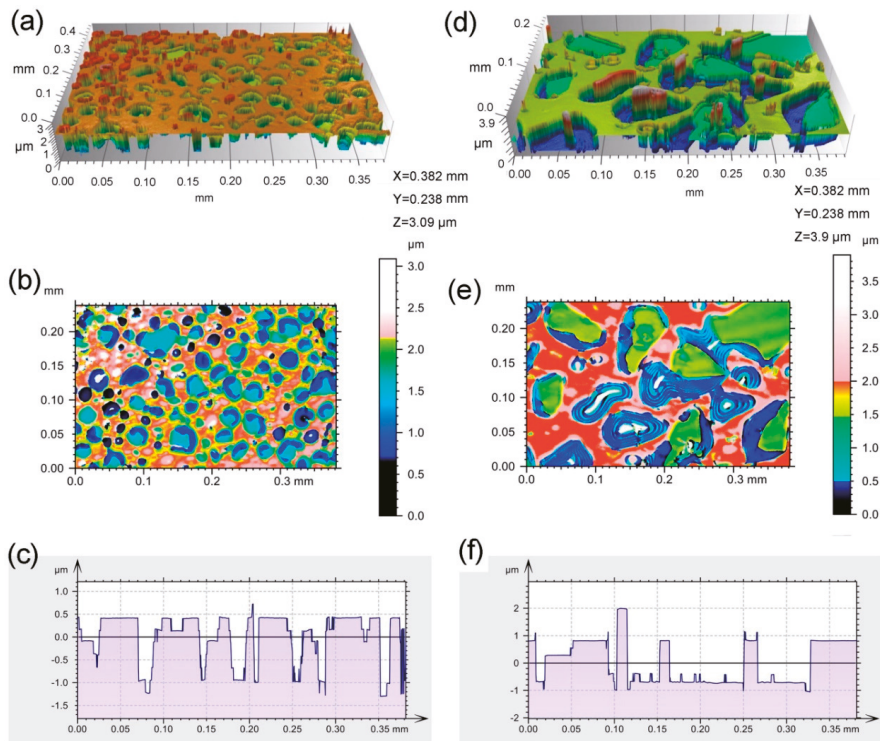 (a)
0.4
0.3
mm
0.2
0.1
0.0
3
µm
2
1
0
0.00 0.05 0.10 0.15 0.20 0.25 0.30 0.35
mm
X=0.382 mm
Y=0.238 mm
Z=3.09 µm
(d)
0.2
mm
0.1
0.0
3.9
µm
0
0.00 0.05 0.10 0.15 0.20 0.25 0.30 0.35
mm
X=0.382 mm
Y=0.238 mm
Z=3.9 µm
(b)
mm
0.20
0.15
0.10
0.05
0.00
0.0 0.1 0.2 0.3 mm
µm
3.0
2.5
2.0
1.5
1.0
0.5
0.0
(e)
mm
0.20
0.15
0.10
0.05
0.00
0.0 0.1 0.2 0.3 mm
µm
3.5
3.0
2.5
2.0
1.5
1.0
0.5
0.0
(c)
µm
1.0
0.5
0.0
-0.5
-1.0
-1.5
0.00 0.05 0.10 0.15 0.20 0.25 0.30 0.35 mm
(f)
µm
2
1
0
-1
-2
0.00 0.05 0.10 0.15 0.20 0.25 0.30 0.35 mm